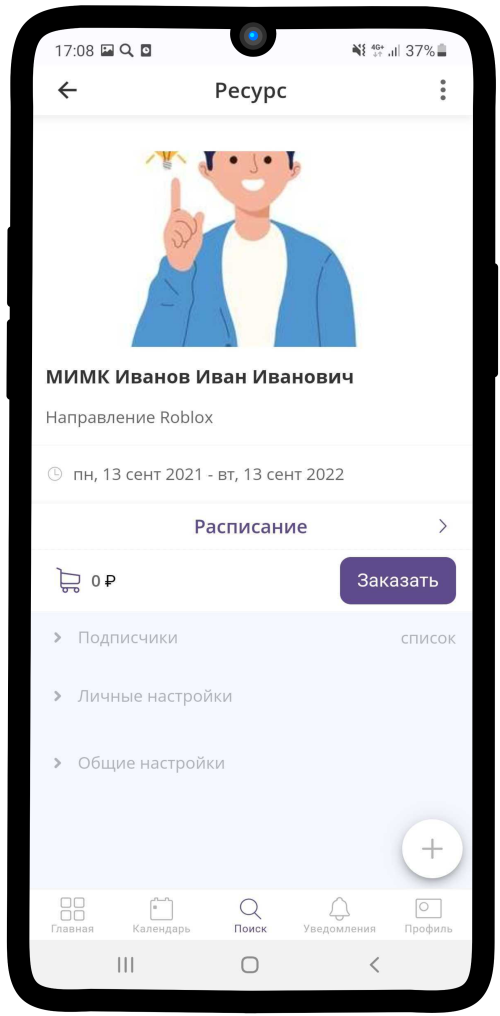 17:08 4G+ 37%
Ресурс
МИМК Иванов Иван Иванович
Направление Roblox
пн, 13 сент 2021 - вт, 13 сент 2022
Расписание
0 ₽ Заказать
Подписчики список
Личные настройки
Общие настройки
Главная Календарь Поиск Уведомления Профиль